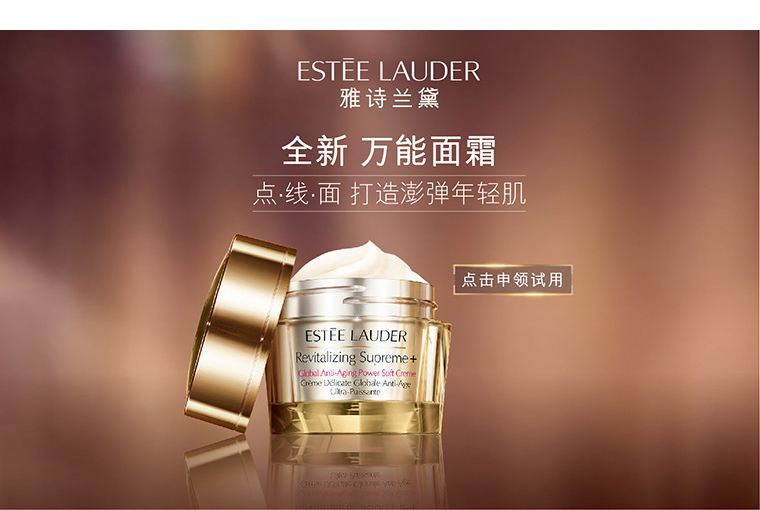 ESTĒE LAUDER
雅诗兰黛
全新 万能面霜
点·线·面 打造澎弹年轻肌
点击申领试用
ESTĒE LAUDER
Revitalizing Supreme+
Global Anti-Aging Power Soft Creme
Crème Délicate Globale Anti-Age
Ultra-Puissante